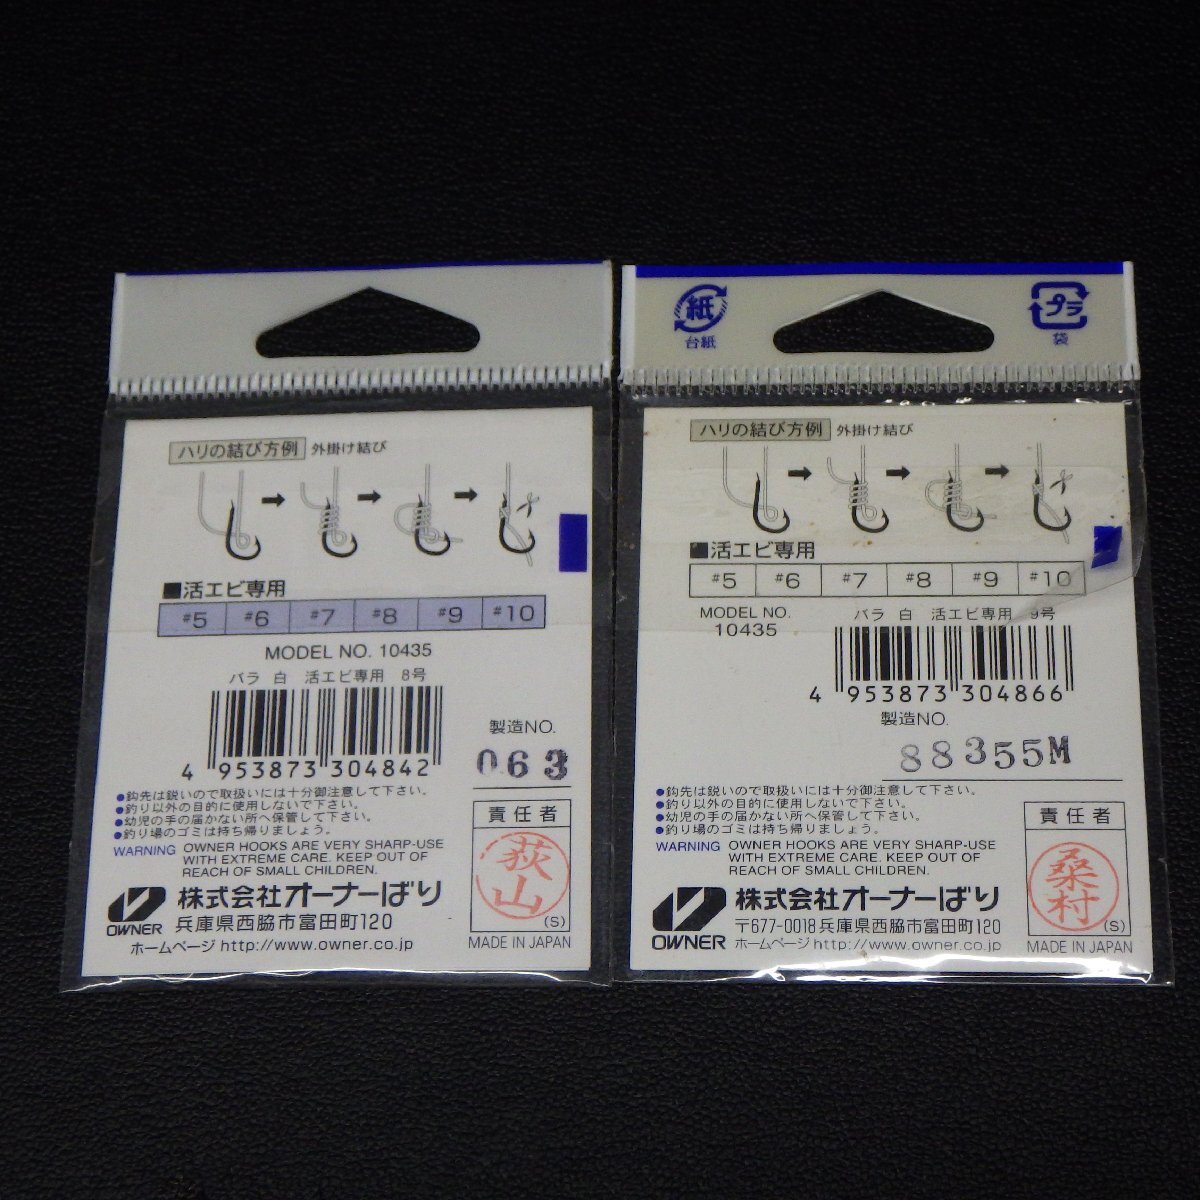 ハリの結び方例 外掛け結び
■活エビ専用
#5 #6 #7 #8 #9 #10
MODEL NO. 10435
バラ 白 活エビ専用 8号
4 953873 304842
製造NO.
063
●鈎先は鋭いので取扱いには十分御注意して下さい。
●釣り以外の目的に使用しないで下さい。
●幼児の手の届かない所へ保管して下さい。
●釣り場のゴミは持ち帰りましょう。
WARNING OWNER HOOKS ARE VERY SHARP-USE
WITH EXTREME CARE. KEEP OUT OF
REACH OF SMALL CHILDREN.
責任者
荻山
(S)
OWNER
株式会社オーナーばり
兵庫県西脇市富田町120
ホームページ http://www.owner.co.jp
MADE IN JAPAN
紙
台紙
プラ
袋
ハリの結び方例 外掛け結び
■活エビ専用
#5 #6 #7 #8 #9 #10
MODEL NO.
10435
バラ 白 活エビ専用 9号
4 953873 304866
製造NO.
88355M
●鈎先は鋭いので取扱いには十分御注意して下さい。
●釣り以外の目的に使用しないで下さい。
●幼児の手の届かない所へ保管して下さい。
●釣り場のゴミは持ち帰りましょう。
WARNING OWNER HOOKS ARE VERY SHARP-USE
WITH EXTREME CARE. KEEP OUT OF
REACH OF SMALL CHILDREN.
責任者
桑村
(S)
OWNER
株式会社オーナーばり
〒677-0018 兵庫県西脇市富田町120
ホームページ http://www.owner.co.jp
MADE IN JAPAN